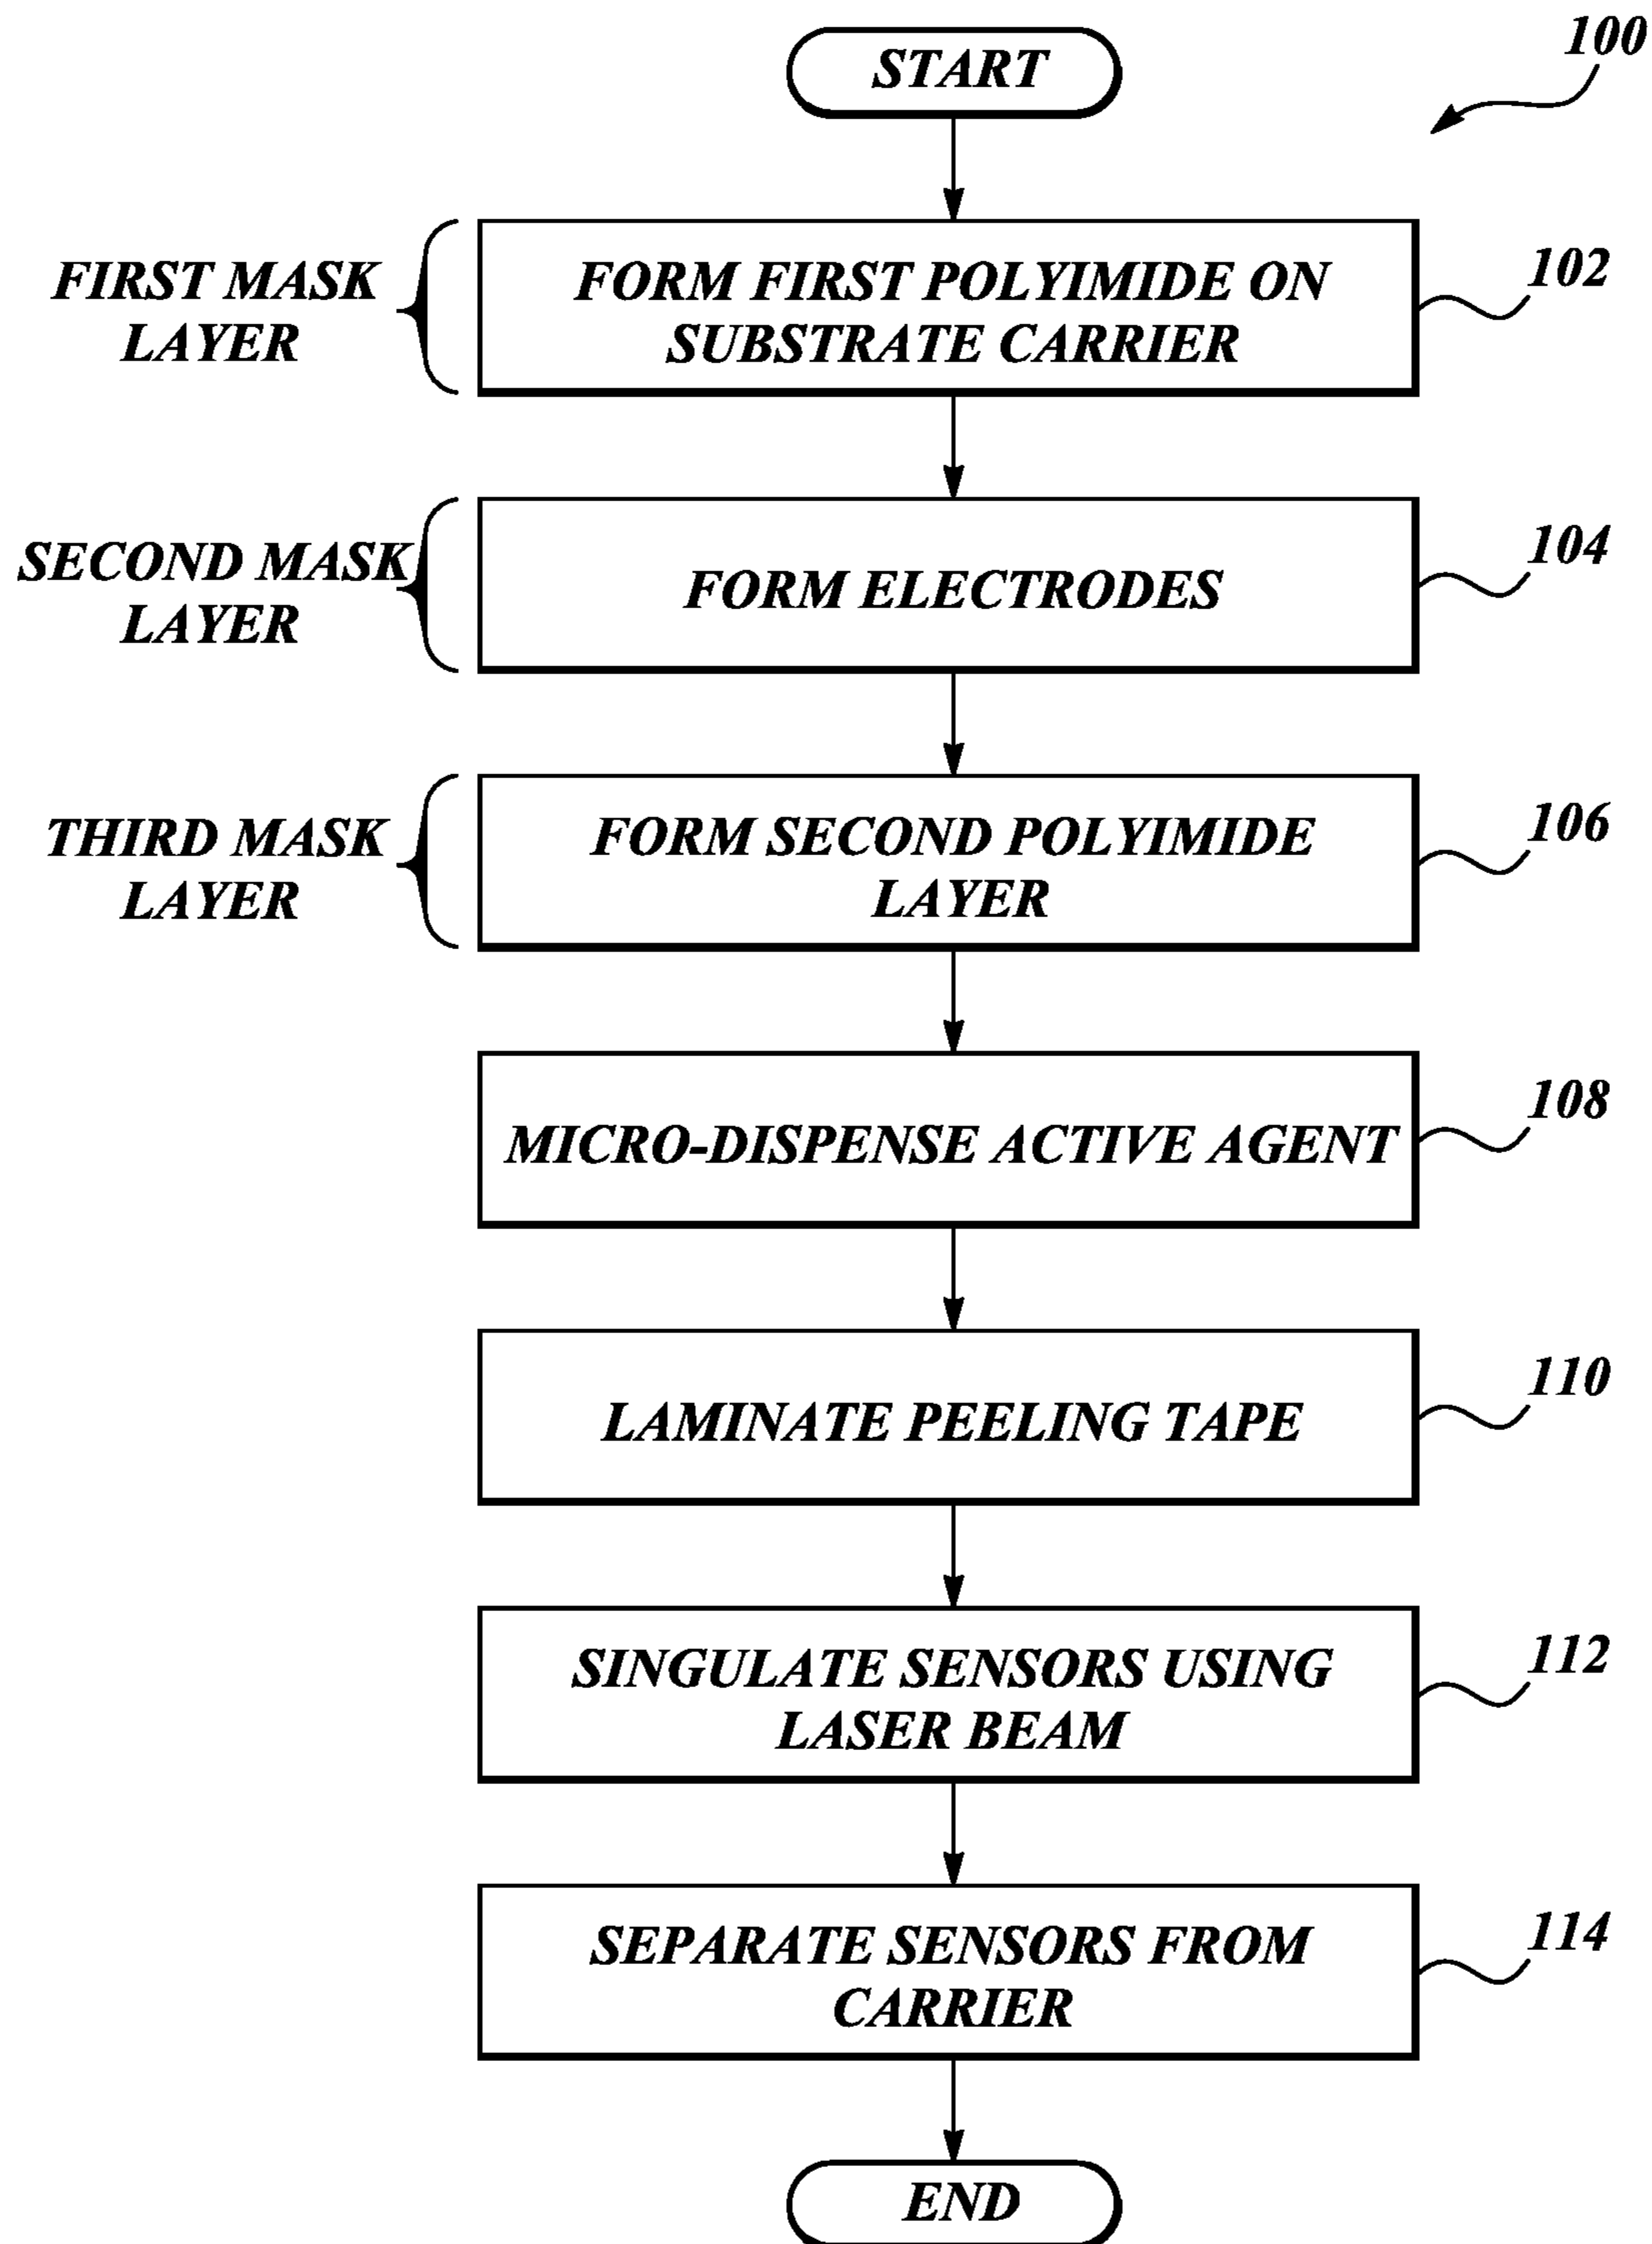 START
100
FIRST MASK
LAYER
FORM FIRST POLYIMIDE ON
SUBSTRATE CARRIER
102
SECOND MASK
LAYER
FORM ELECTRODES
104
THIRD MASK
LAYER
FORM SECOND POLYIMIDE
LAYER
106
MICRO-DISPENSE ACTIVE AGENT
108
LAMINATE PEELING TAPE
110
SINGULATE SENSORS USING
LASER BEAM
112
SEPARATE SENSORS FROM
CARRIER
114
END